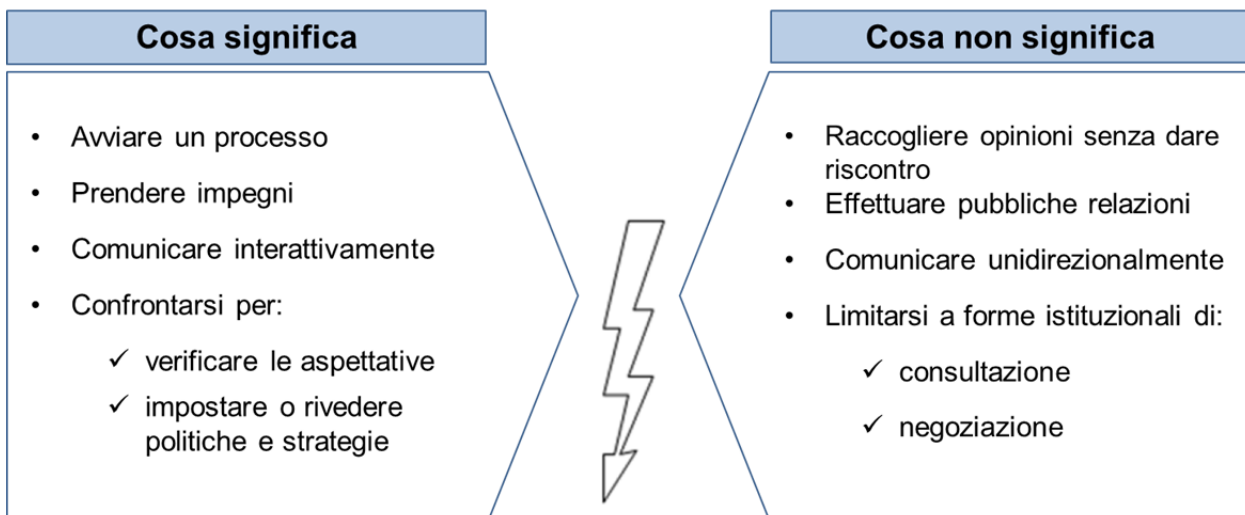 Cosa significa
• Avviare un processo
• Prendere impegni
• Comunicare interattivamente
• Confrontarsi per:
✓ verificare le aspettative
✓ impostare o rivedere
politiche e strategie
Cosa non significa
• Raccogliere opinioni senza dare
riscontro
• Effettuare pubbliche relazioni
• Comunicare unidirezionalmente
• Limitarsi a forme istituzionali di:
✓ consultazione
✓ negoziazione